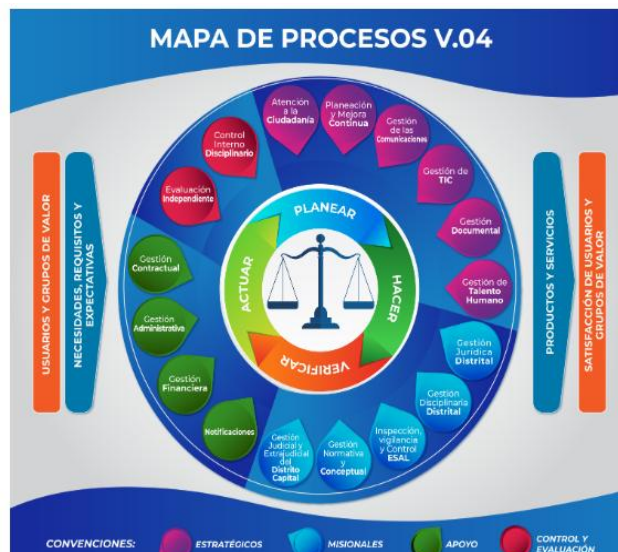 MAPA DE PROCESOS V.04
USUARIOS Y GRUPOS DE VALOR
NECESIDADES, REQUISITOS Y
EXPECTATIVAS
Atención
a la
Ciudadanía
Planeación
y Mejora
Continua
Gestión
de las
Comunicaciones
Gestión de
TIC
Gestión
Documental
Gestión de
Talento
Humano
Gestión
Jurídica
Distrital
Gestión
Disciplinaria
Distrital
Inspección,
vigilancia
y Control
ESAL
Gestión
Normativa
y
Conceptual
Gestión
Judicial y
Extrajudicial
del
Distrito
Capital
Notificaciones
Gestión
Financiera
Gestión
Administrativa
Gestión
Contractual
Evaluación
Independiente
Control
Interno
Disciplinario
PLANEAR
HACER
VERIFICAR
ACTUAR
PRODUCTOS Y SERVICIOS
SATISFACCIÓN DE USUARIOS Y
GRUPOS DE VALOR
CONVENCIONES:
ESTRATÉGICOS
MISIONALES
APOYO
CONTROL Y
EVALUACIÓN